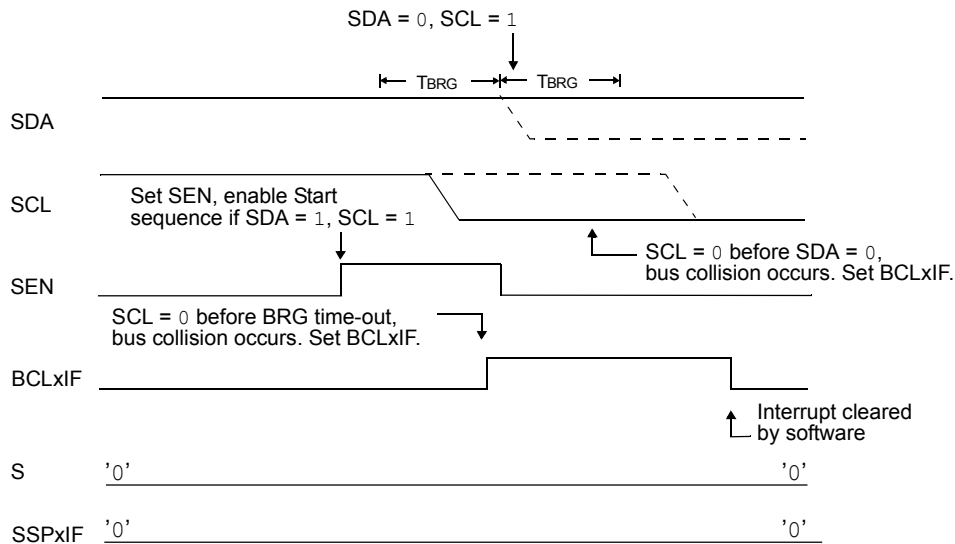 SDA = 0, SCL = 1
TBRG TBRG
SDA
SCL
Set SEN, enable Start
sequence if SDA = 1, SCL = 1
SCL = 0 before SDA = 0,
bus collision occurs. Set BCLxIF.
SEN
SCL = 0 before BRG time-out,
bus collision occurs. Set BCLxIF.
BCLxIF
Interrupt cleared
by software
S '0' '0'
SSPxIF '0' '0'